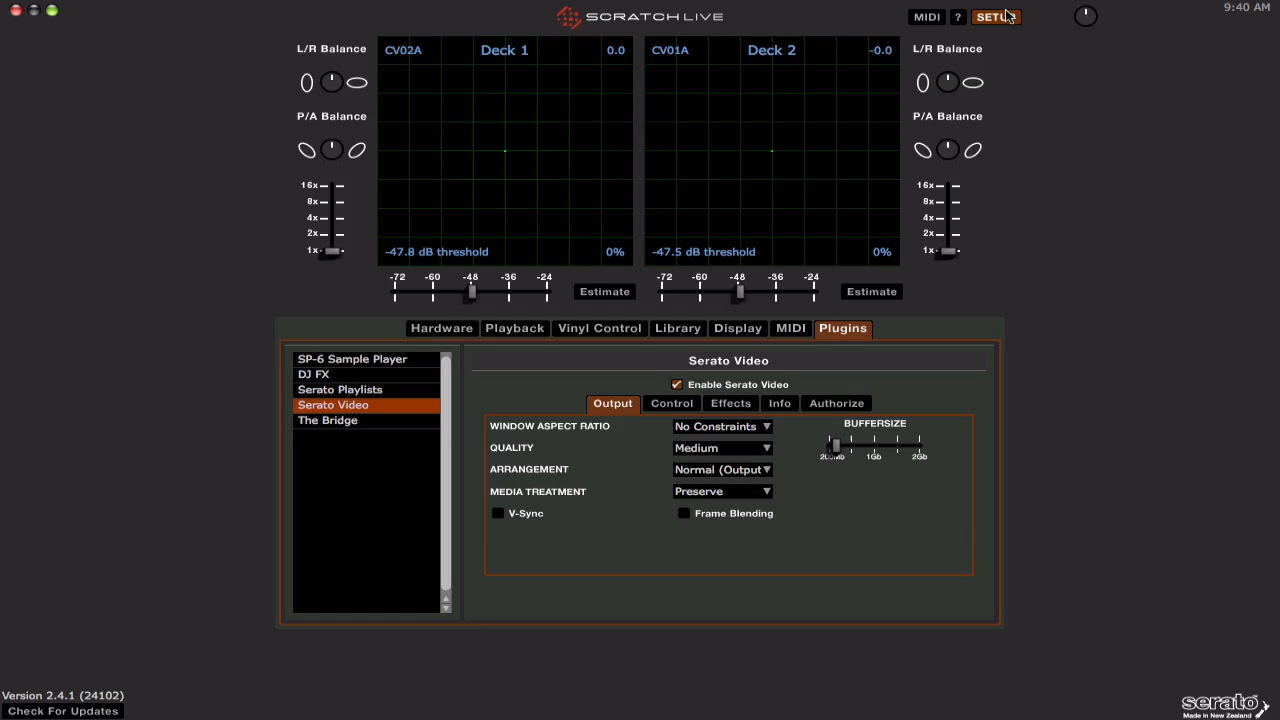 SCRATCH LIVE
MIDI ? SETUP
9:40 AM
L/R Balance
CV02A Deck 1 0.0
CV01A Deck 2 -0.0
L/R Balance
P/A Balance
P/A Balance
16x
8x
4x
2x
1x
16x
8x
4x
2x
1x
-47.8 dB threshold 0%
-47.5 dB threshold 0%
-72 -60 -48 -36 -24
Estimate
-72 -60 -48 -36 -24
Estimate
Hardware Playback Vinyl Control Library Display MIDI Plugins
SP-6 Sample Player
DJ FX
Serato Playlists
Serato Video
The Bridge
Serato Video
Enable Serato Video
Output Control Effects Info Authorize
WINDOW ASPECT RATIO No Constraints
QUALITY Medium
ARRANGEMENT Normal (Output
MEDIA TREATMENT Preserve
V-Sync Frame Blending
BUFFERSIZE
200Mb 1Gb 2Gb
Version 2.4.1 (24102)
Check For Updates
serato
Made in New Zealand